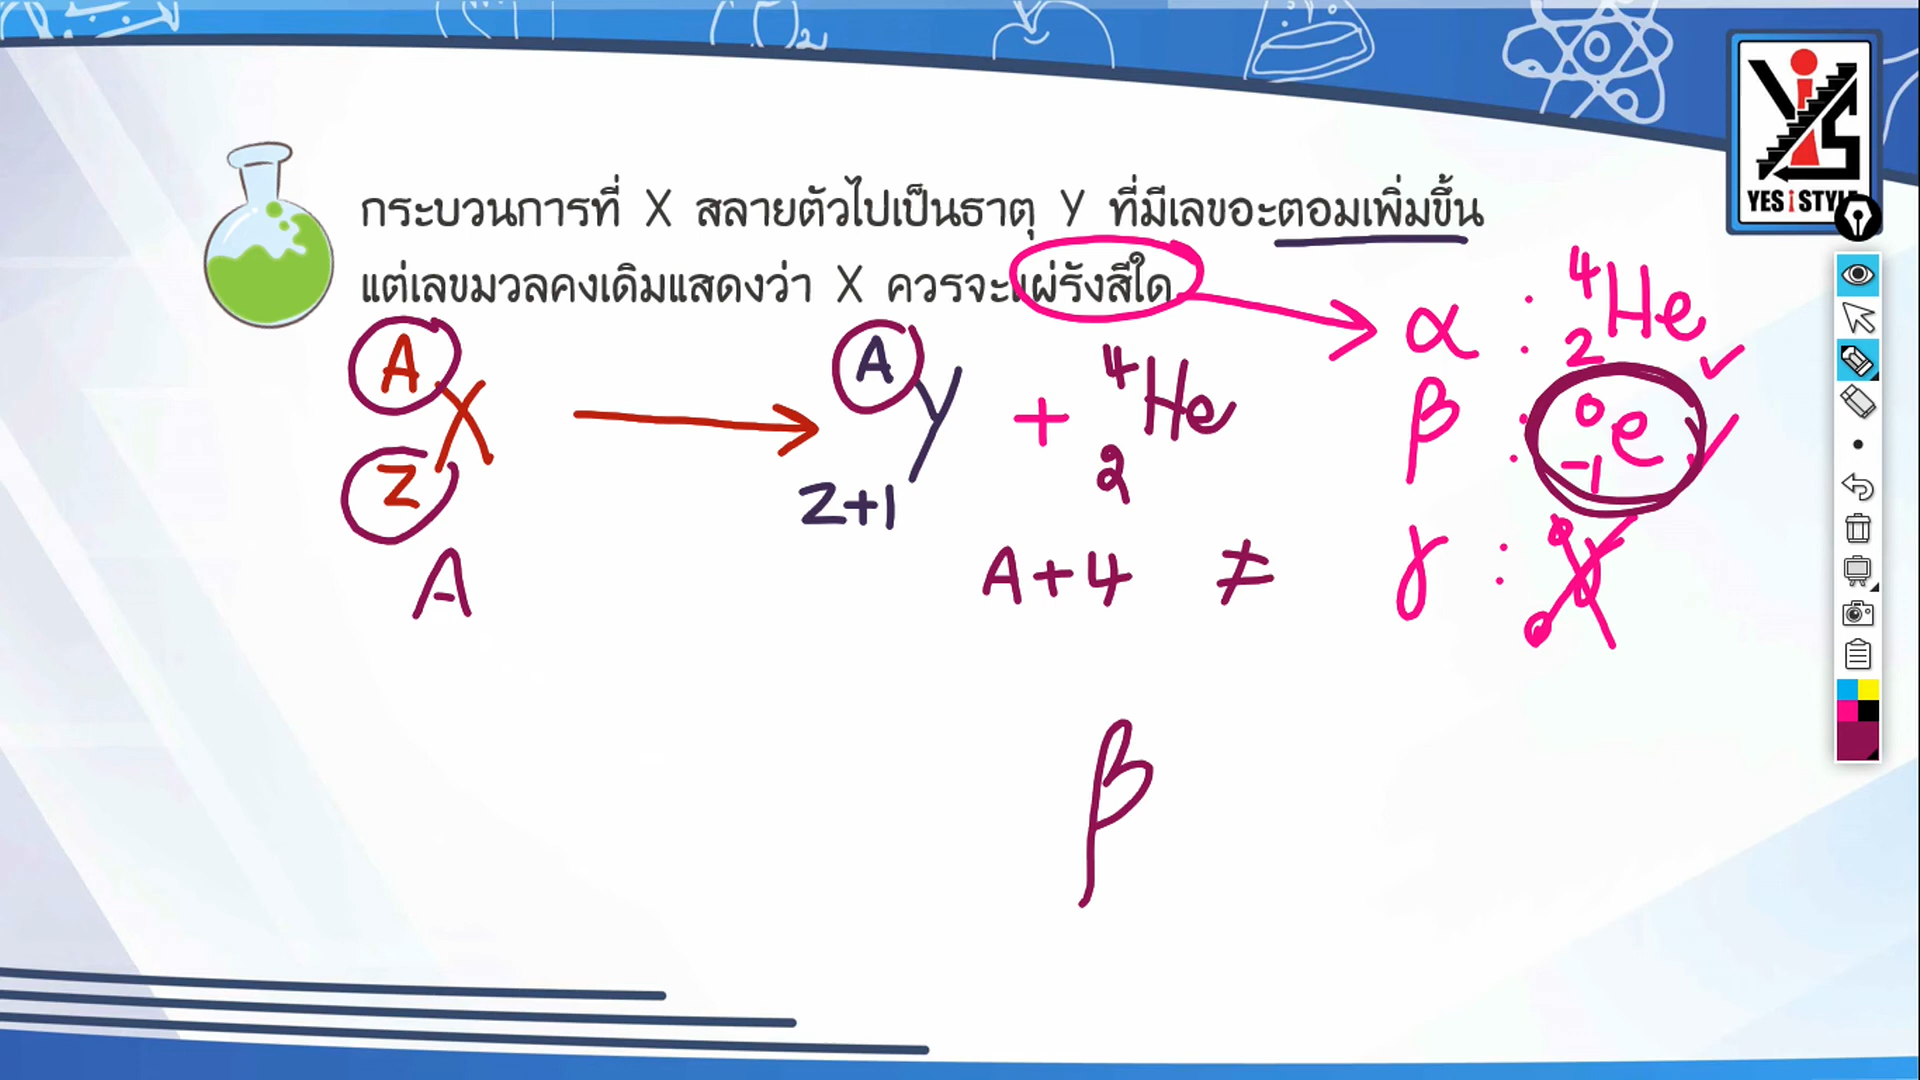 YES i STYLE
กระบวนการที่ X สลายตัวไปเป็นธาตุ Y ที่มีเลขอะตอมเพิ่มขึ้น
แต่เลขมวลคงเดิมแสดงว่า X ควรจะแผ่รังสีใด
A Z X → A Z+1 Y + 4 2 He
α : 4 2 He ✓
β : 0 -1 e ✓
γ : γ
A A+4 ≠
β